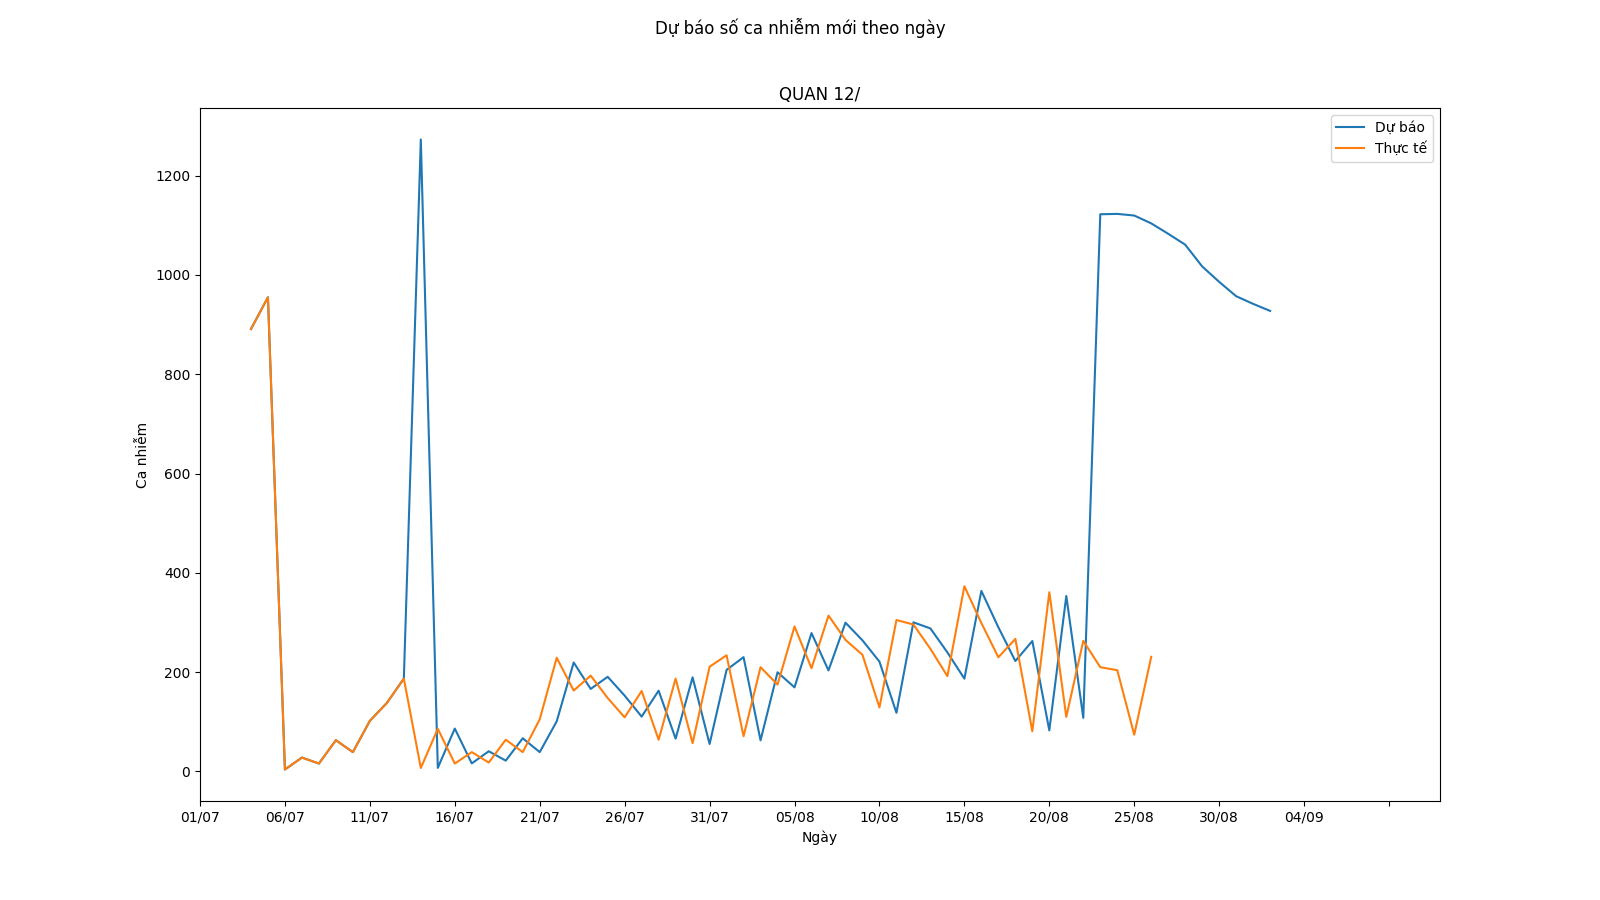 Dự báo số ca nhiễm mới theo ngày
QUAN 12/
Dự báo
Thực tế
1200
1000
800
600
400
200
0
Ca nhiễm
01/07 06/07 11/07 16/07 21/07 26/07 31/07 05/08 10/08 15/08 20/08 25/08 30/08 04/09
Ngày